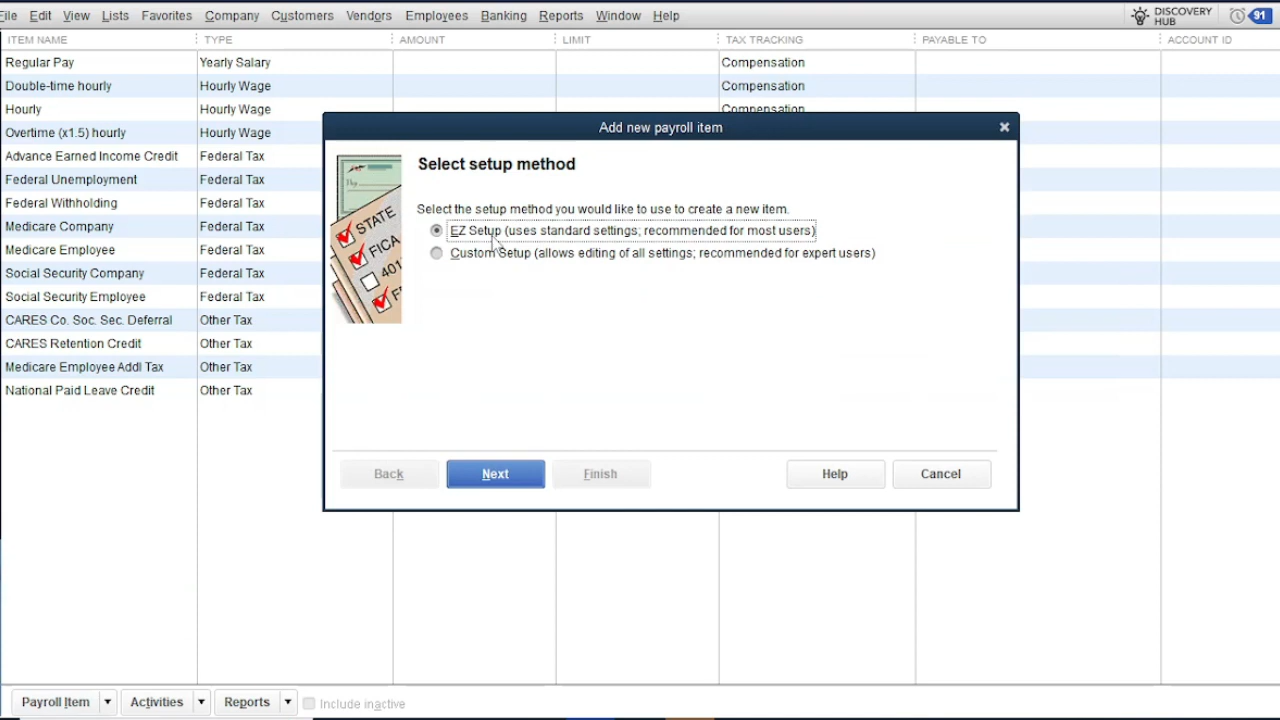 File Edit View Lists Favorites Company Customers Vendors Employees Banking Reports Window Help DISCOVERY HUB 91
ITEM NAME TYPE AMOUNT LIMIT TAX TRACKING PAYABLE TO ACCOUNT ID
Regular Pay Yearly Salary Compensation
Double-time hourly Hourly Wage Compensation
Hourly Hourly Wage Compensation
Overtime (x1.5) hourly Hourly Wage
Advance Earned Income Credit Federal Tax
Federal Unemployment Federal Tax
Federal Withholding Federal Tax
Medicare Company Federal Tax
Medicare Employee Federal Tax
Social Security Company Federal Tax
Social Security Employee Federal Tax
CARES Co. Soc. Sec. Deferral Other Tax
CARES Retention Credit Other Tax
Medicare Employee Addl Tax Other Tax
National Paid Leave Credit Other Tax
Add new payroll item
Select setup method
Select the setup method you would like to use to create a new item.
EZ Setup (uses standard settings; recommended for most users)
Custom Setup (allows editing of all settings; recommended for expert users)
STATE
FICA
401
Back Next Finish Help Cancel
Payroll Item Activities Reports Include inactive